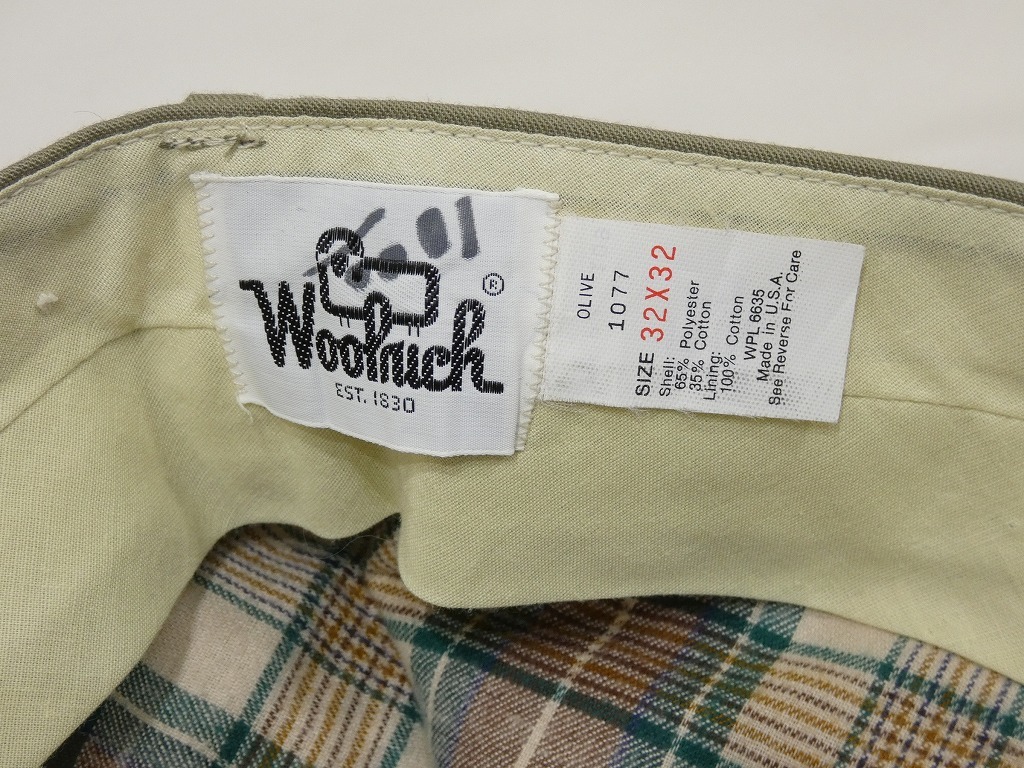 Woolrich
®
EST. 1830
OLIVE
1077
SIZE 32X32
Shell:
65% Polyester
35% Cotton
Lining:
100% Cotton
WPL 6635
Made in U.S.A.
See Reverse For Care